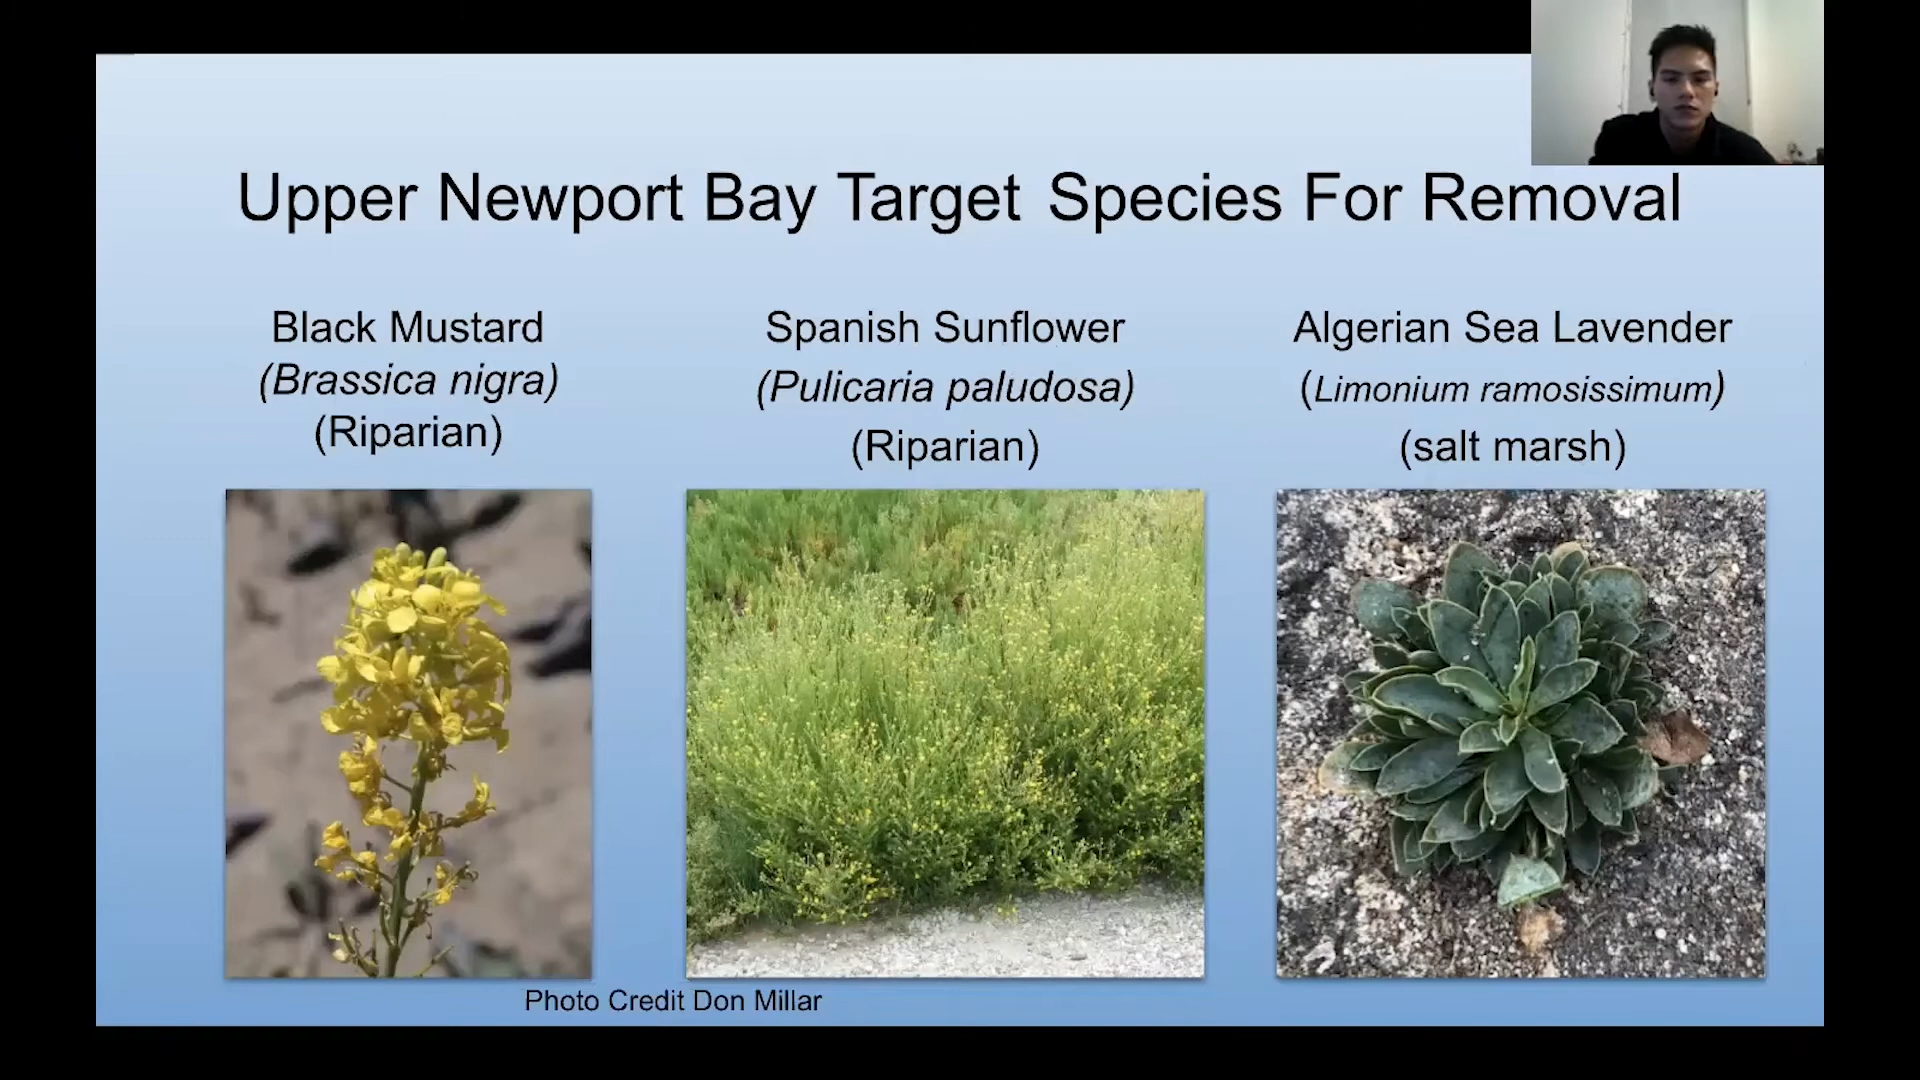 Upper Newport Bay Target Species For Removal
Black Mustard
(Brassica nigra)
(Riparian)
Spanish Sunflower
(Pulicaria paludosa)
(Riparian)
Algerian Sea Lavender
(Limonium ramosissimum)
(salt marsh)
Photo Credit Don Millar